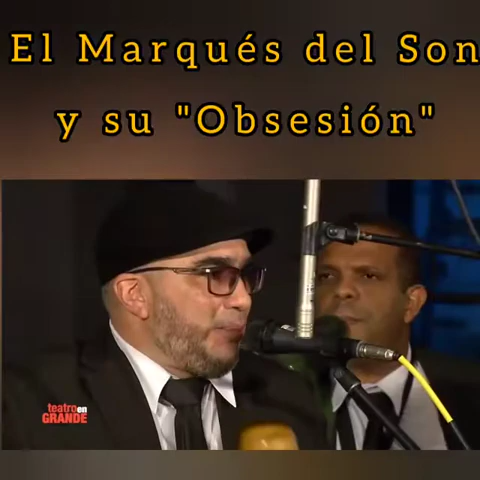 El Marqués del Son
y su "Obsesión"
teatro en
GRANDE